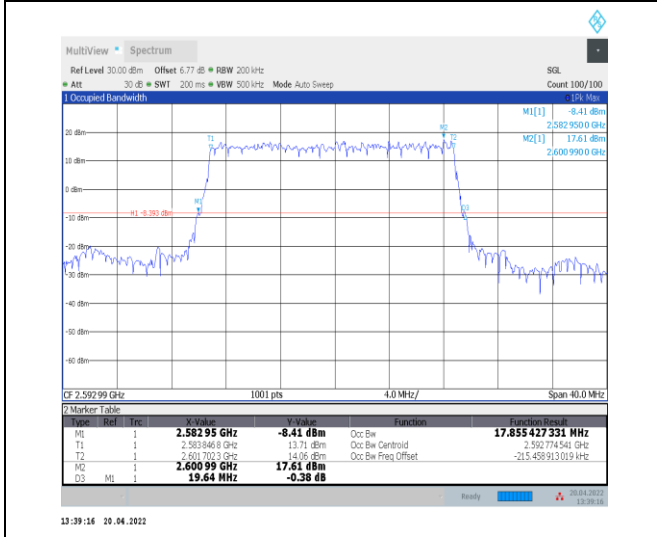 MultiView Spectrum
Ref Level 30.00 dBm Offset 6.77 dB RBW 200 kHz SGL
Att 30 dB SWT 200 ms VBW 500 kHz Mode Auto Sweep Count 100/100
1 Occupied Bandwidth 1Pk Max
M1[1] -8.41 dBm
2.582 950 0 GHz
M2[1] 17.61 dBm
2.600 990 0 GHz
M2
T1
T2
20 dBm
10 dBm
0 dBm
M1
D3
H1 -8.393 dBm
-10 dBm
-20 dBm
-30 dBm
-40 dBm
-50 dBm
-60 dBm
CF 2.592 99 GHz 1001 pts 4.0 MHz/ Span 40.0 MHz
2 Marker Table
Type Ref Trc X-Value Y-Value Function Function Result
M1 1 2.582 95 GHz -8.41 dBm Occ Bw 17.855 427 331 MHz
T1 1 2.583 846 8 GHz 13.71 dBm Occ Bw Centroid 2.592 774 541 GHz
T2 1 2.601 702 3 GHz 14.06 dBm Occ Bw Freq Offset -215.458 913 019 kHz
M2 1 2.600 99 GHz 17.61 dBm
D3 M1 1 19.64 MHz -0.38 dB
Ready 20.04.2022
13:39:16
13:39:16 20.04.2022